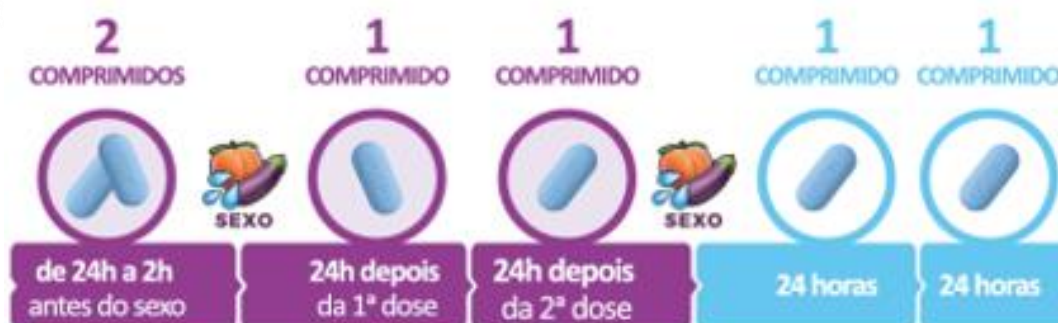 2
COMPRIMIDOS
1
COMPRIMIDO
1
COMPRIMIDO
1
COMPRIMIDO
1
COMPRIMIDO
SEXO
SEXO
de 24h a 2h
antes do sexo
24h depois
da 1ª dose
24h depois
da 2ª dose
24 horas
24 horas